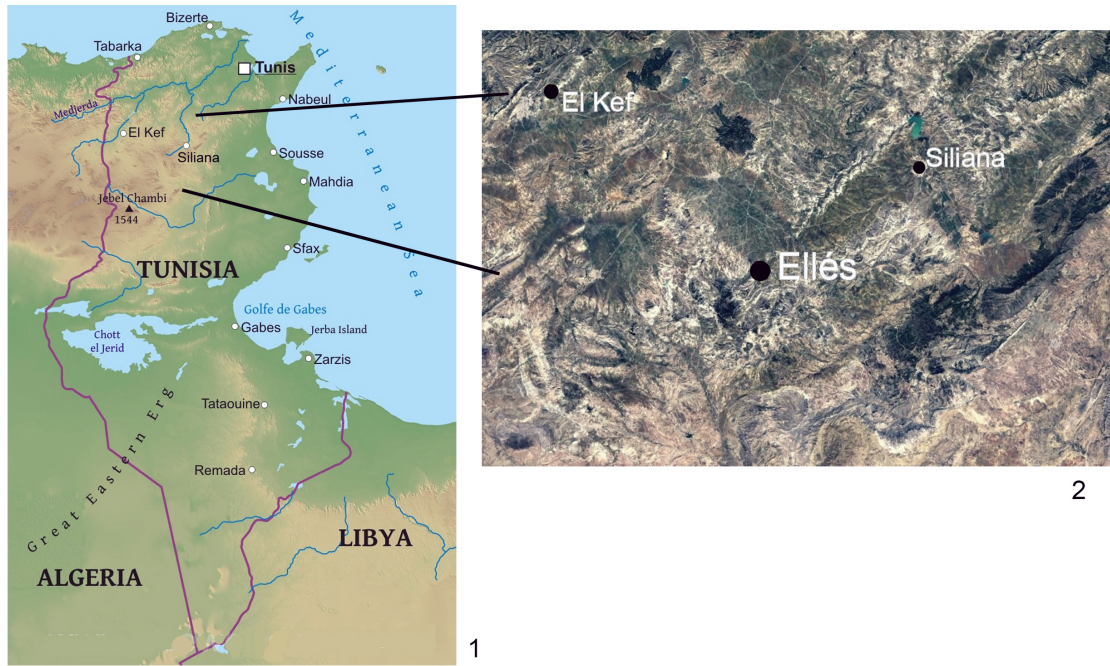 Bizerte
Tabarka
Tunis
Mediterranean Sea
Medjerda
Nabeul
El Kef
Siliana
Sousse
Mahdia
Jebel Chambi
1544
Sfax
TUNISIA
Golfe de Gabes
Gabes
Jerba Island
Chott
el Jerid
Zarzis
Tataouine
Great Eastern Erg
Remada
LIBYA
ALGERIA
1
El Kef
Siliana
Ellés
2